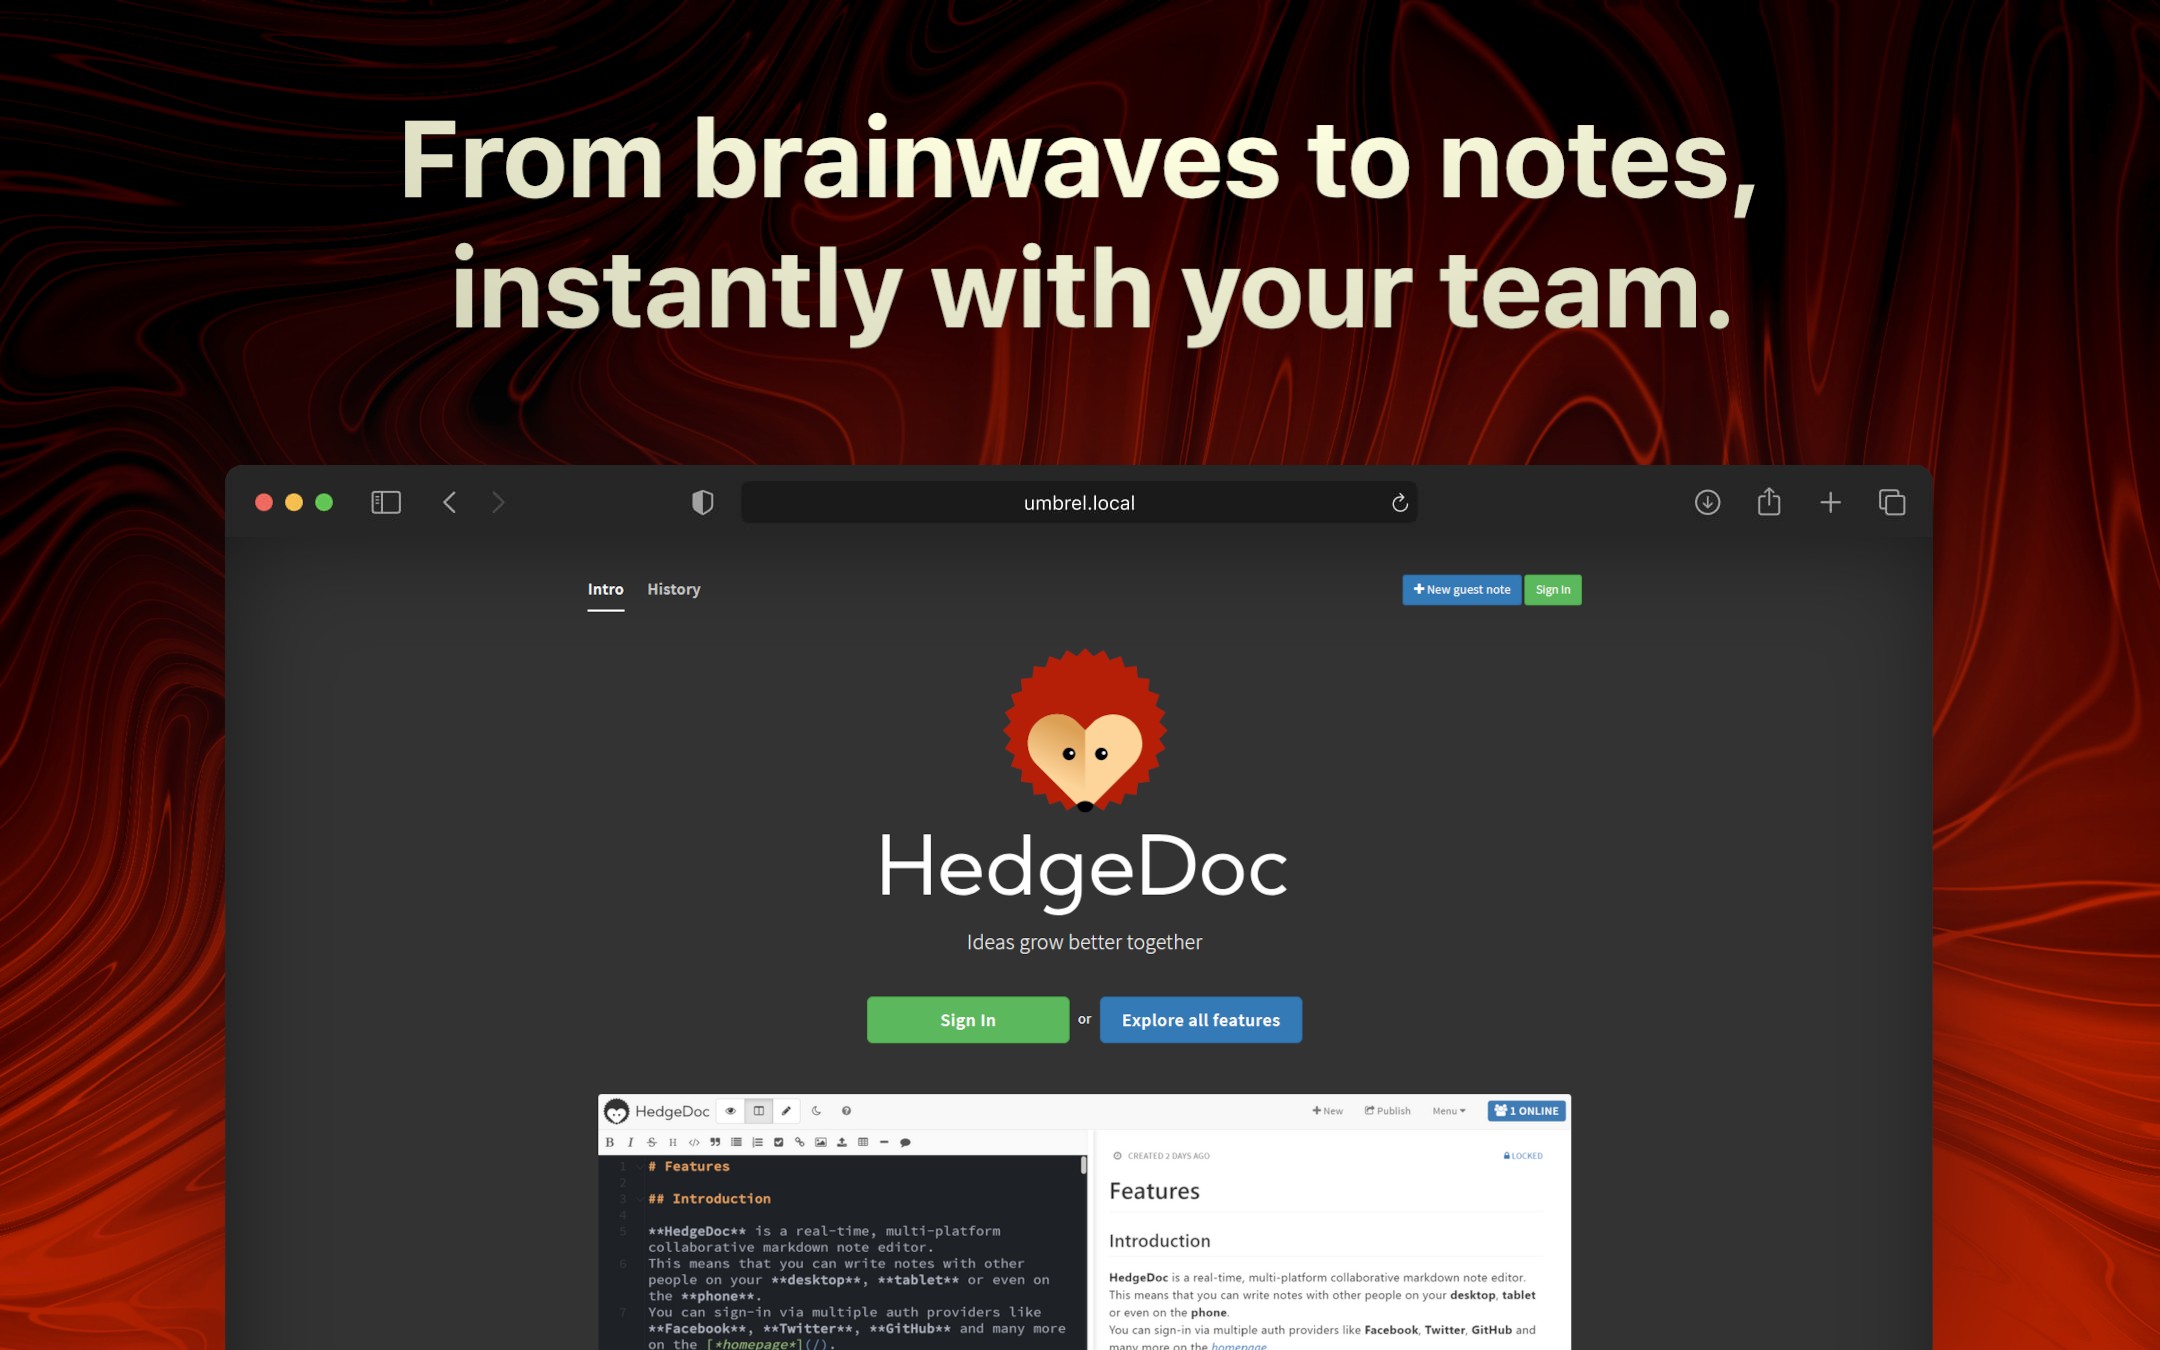 From brainwaves to notes,
instantly with your team.
umbrel.local
Intro History
New guest note Sign In
HedgeDoc
Ideas grow better together
Sign In or Explore all features
HedgeDoc
New Publish Menu 1 ONLINE
B I S H </>
1 # Features
2
3 ## Introduction
4
5 **HedgeDoc** is a real-time, multi-platform
collaborative markdown note editor.
6 This means that you can write notes with other
people on your **desktop**, **tablet** or even on
the **phone**.
7 You can sign-in via multiple auth providers like
**Facebook**, **Twitter**, **GitHub** and many more
on the [*homepage*](/).
CREATED 2 DAYS AGO LOCKED
Features
Introduction
HedgeDoc is a real-time, multi-platform collaborative markdown note editor.
This means that you can write notes with other people on your desktop, tablet
or even on the phone.
You can sign-in via multiple auth providers like Facebook, Twitter, GitHub and
many more on the homepage